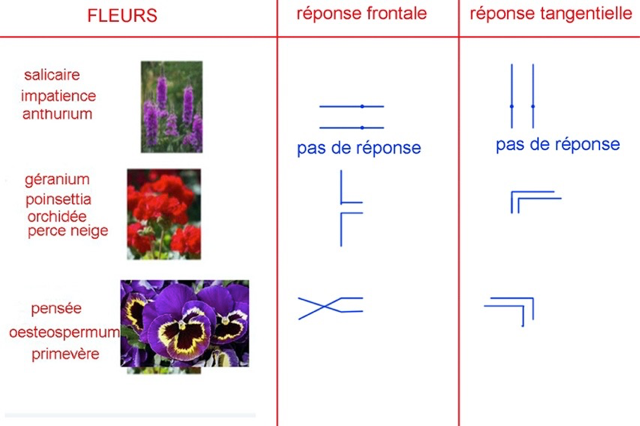 FLEURS
réponse frontale
réponse tangentielle
salicaire
impatience
anthurium
pas de réponse
pas de réponse
géranium
poinsettia
orchidée
perce neige
pensée
oesteospermum
primevère